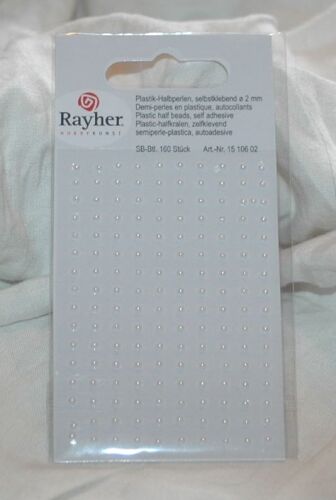 Rayher
HOBBYKUNST
Plastik-Halbperlen, selbstklebend ø 2 mm
Demi-perles en plastique, autocollants
Plastic half beads, self adhesive
Plastic-halfkralen, zelfklevend
semiperle-plastica, autoadesive
SB-Btl. 160 Stück Art.-Nr. 15 106 02